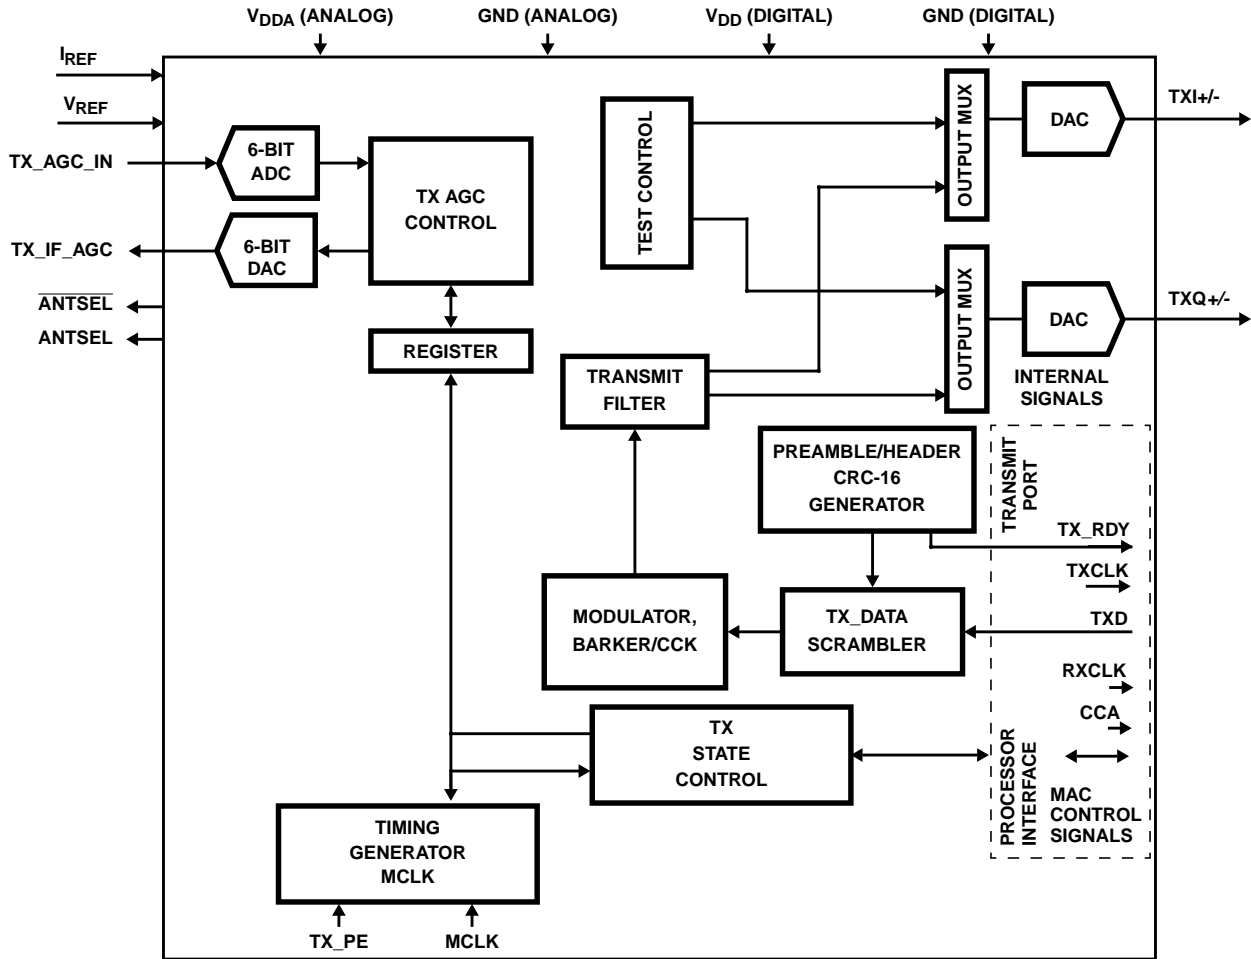 VDDA (ANALOG)
GND (ANALOG)
VDD (DIGITAL)
GND (DIGITAL)
IREF
VREF
TX_AGC_IN
TX_IF_AGC
ANTSEL
ANTSEL
6-BIT
ADC
6-BIT
DAC
TX AGC
CONTROL
REGISTER
TEST CONTROL
OUTPUT MUX
DAC
TXI+/-
OUTPUT MUX
DAC
TXQ+/-
INTERNAL
SIGNALS
TRANSMIT
FILTER
PREAMBLE/HEADER
CRC-16
GENERATOR
TRANSMIT
PORT
TX_RDY
TXCLK
TXD
RXCLK
CCA
MODULATOR,
BARKER/CCK
TX_DATA
SCRAMBLER
TX
STATE
CONTROL
PROCESSOR
INTERFACE
MAC
CONTROL
SIGNALS
TIMING
GENERATOR
MCLK
TX_PE
MCLK